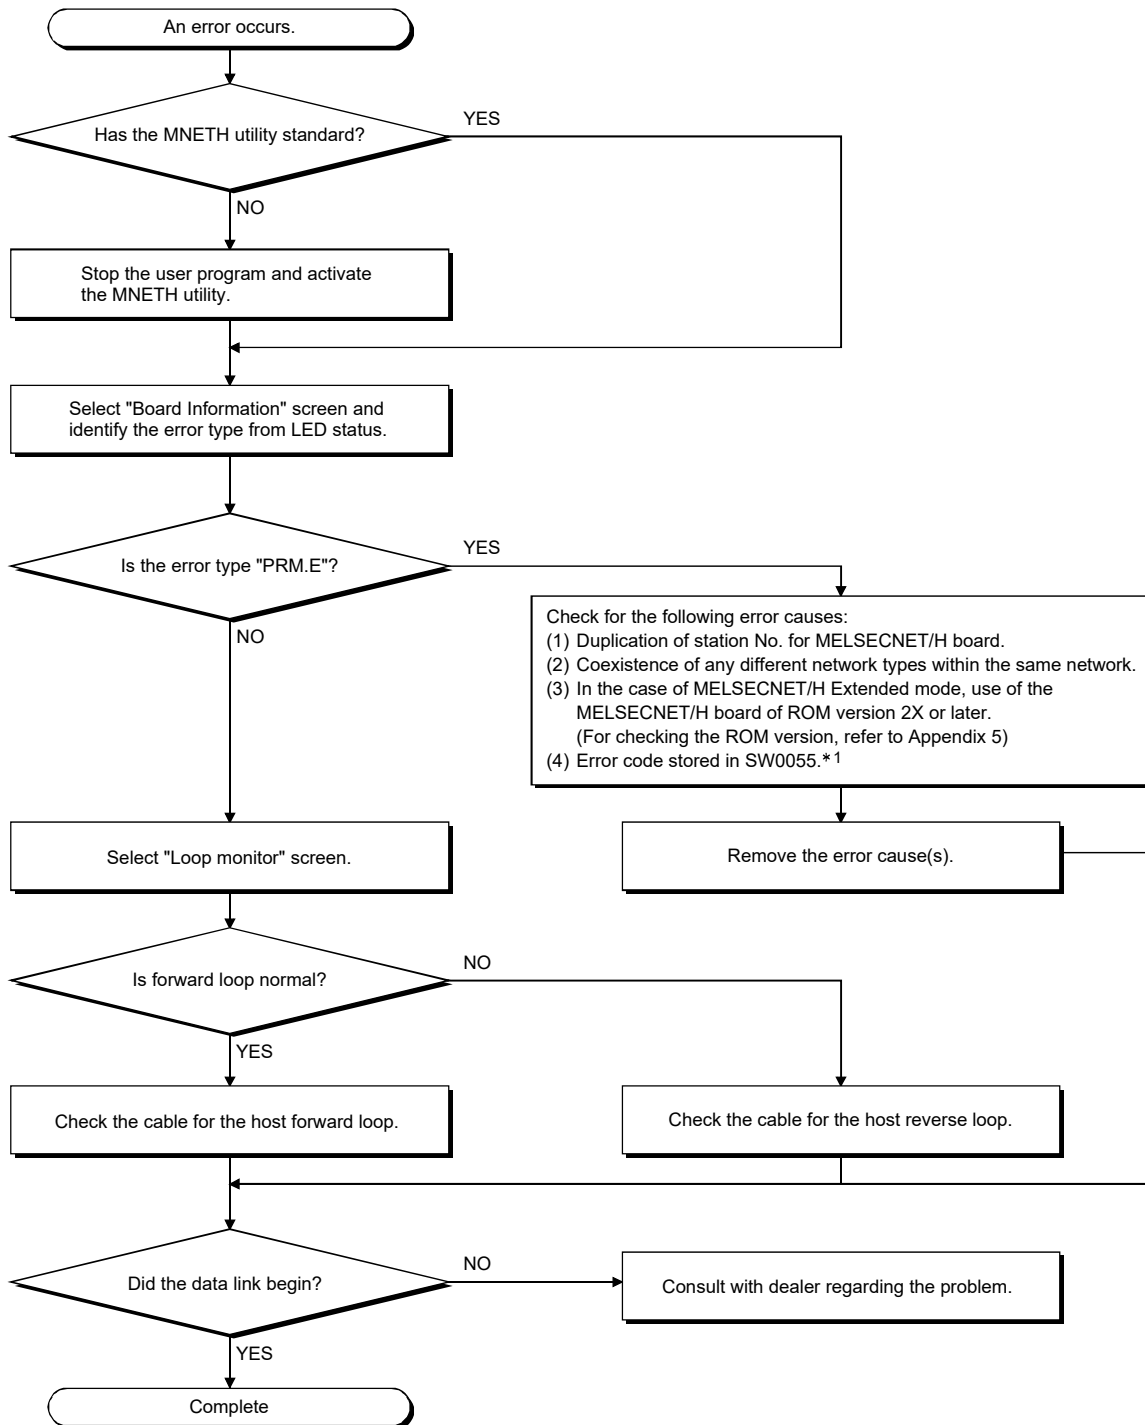 An error occurs.
Has the MNETH utility standard?
YES
NO
Stop the user program and activate
the MNETH utility.
Select "Board Information" screen and
identify the error type from LED status.
Is the error type "PRM.E"?
YES
NO
Check for the following error causes:
(1) Duplication of station No. for MELSECNET/H board.
(2) Coexistence of any different network types within the same network.
(3) In the case of MELSECNET/H Extended mode, use of the
MELSECNET/H board of ROM version 2X or later.
(For checking the ROM version, refer to Appendix 5)
(4) Error code stored in SW0055.*1
Select "Loop monitor" screen.
Remove the error cause(s).
Is forward loop normal?
NO
YES
Check the cable for the host forward loop.
Check the cable for the host reverse loop.
Did the data link begin?
NO
Consult with dealer regarding the problem.
YES
Complete